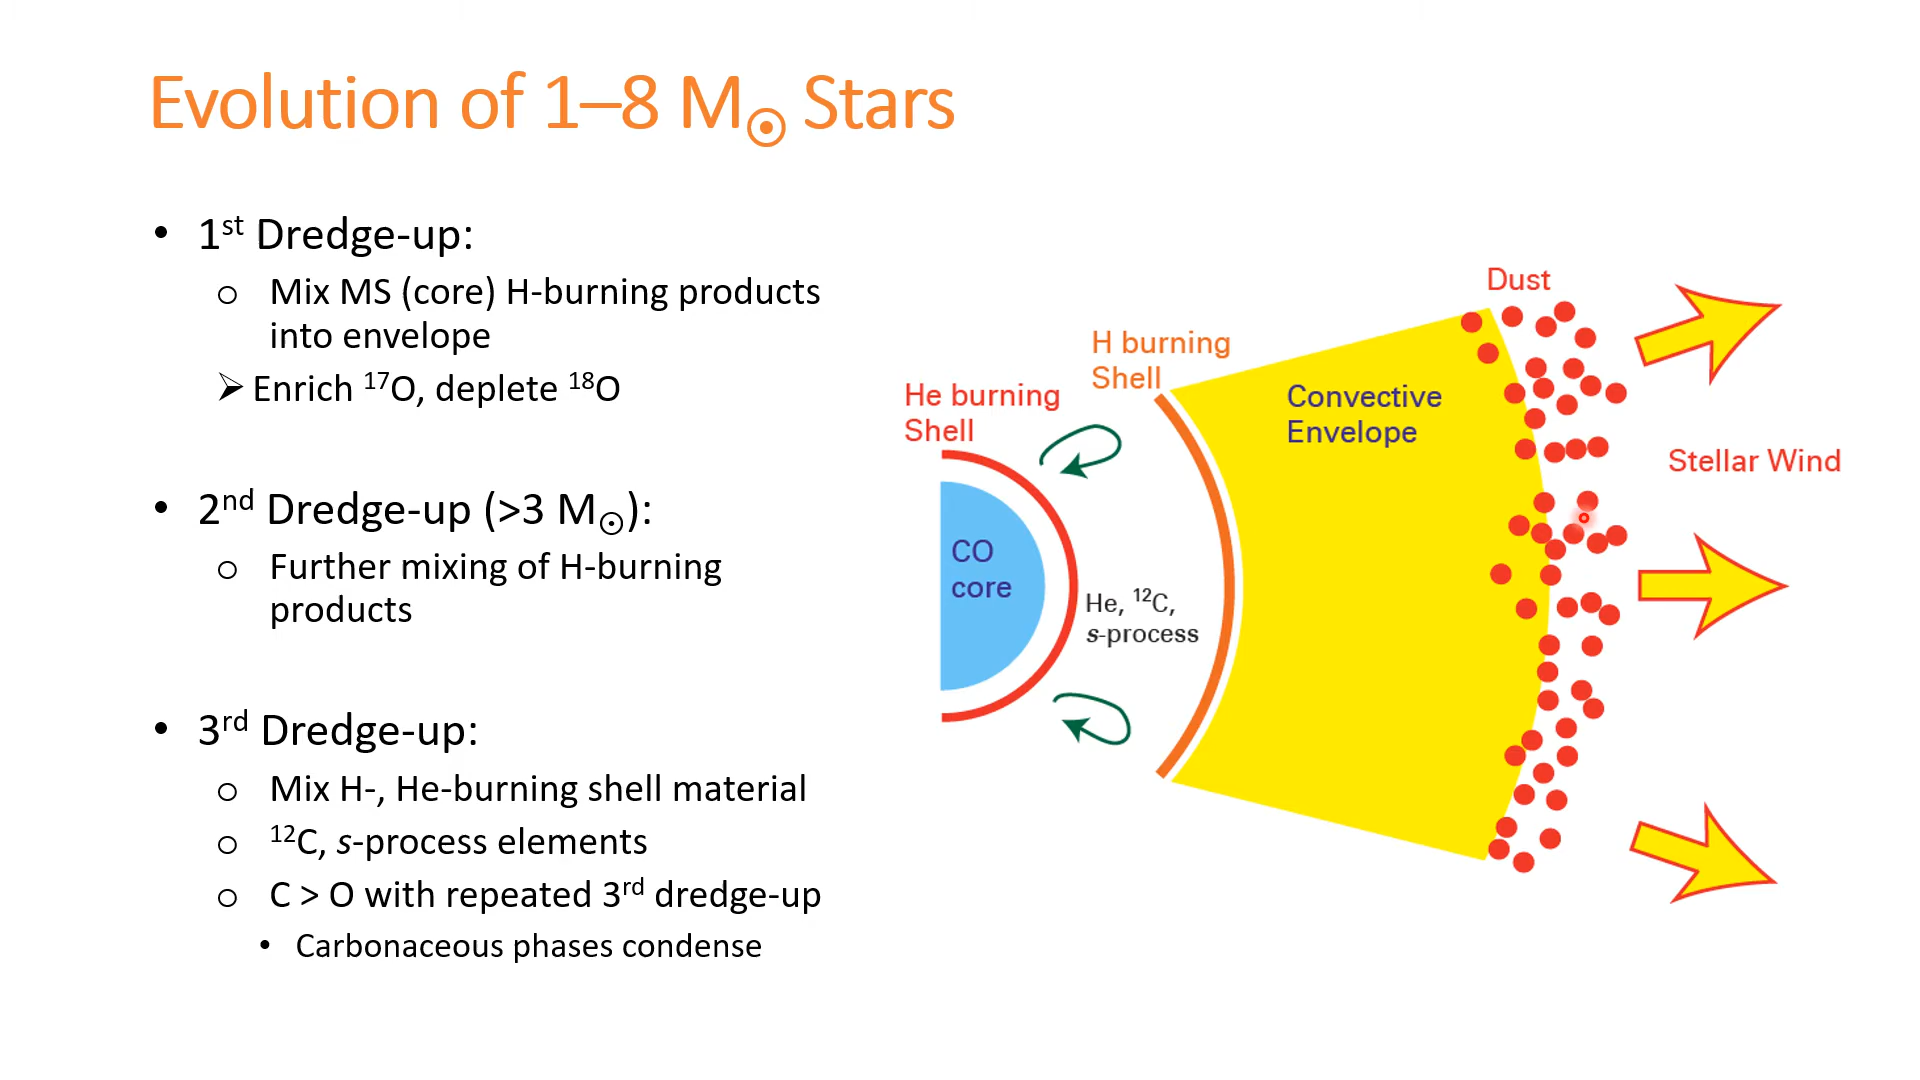 Evolution of 1–8 M☉ Stars
• 1st Dredge-up:
o Mix MS (core) H-burning products
into envelope
➢ Enrich 17O, deplete 18O
• 2nd Dredge-up (>3 M☉):
o Further mixing of H-burning
products
• 3rd Dredge-up:
o Mix H-, He-burning shell material
o 12C, s-process elements
o C > O with repeated 3rd dredge-up
• Carbonaceous phases condense
He burning
Shell
H burning
Shell
Convective
Envelope
Dust
Stellar Wind
CO
core
He, 12C,
s-process